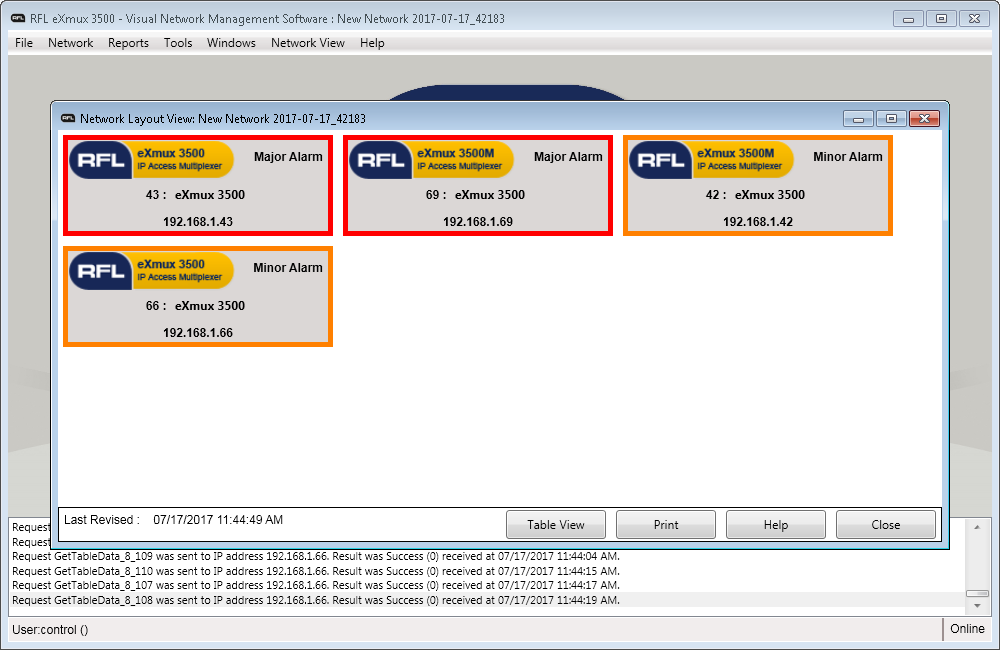 RFL eXmux 3500 - Visual Network Management Software : New Network 2017-07-17_42183
File Network Reports Tools Windows Network View Help
RFL Network Layout View: New Network 2017-07-17_42183
RFL eXmux 3500 IP Access Multiplexer Major Alarm
43 : eXmux 3500
192.168.1.43
RFL eXmux 3500M IP Access Multiplexer Major Alarm
69 : eXmux 3500
192.168.1.69
RFL eXmux 3500M IP Access Multiplexer Minor Alarm
42 : eXmux 3500
192.168.1.42
RFL eXmux 3500 IP Access Multiplexer Minor Alarm
66 : eXmux 3500
192.168.1.66
Last Revised : 07/17/2017 11:44:49 AM
Table View Print Help Close
Request
Request
Request GetTableData_8_109 was sent to IP address 192.168.1.66. Result was Success (0) received at 07/17/2017 11:44:04 AM.
Request GetTableData_8_110 was sent to IP address 192.168.1.66. Result was Success (0) received at 07/17/2017 11:44:15 AM.
Request GetTableData_8_107 was sent to IP address 192.168.1.66. Result was Success (0) received at 07/17/2017 11:44:17 AM.
Request GetTableData_8_108 was sent to IP address 192.168.1.66. Result was Success (0) received at 07/17/2017 11:44:19 AM.
User:control () Online